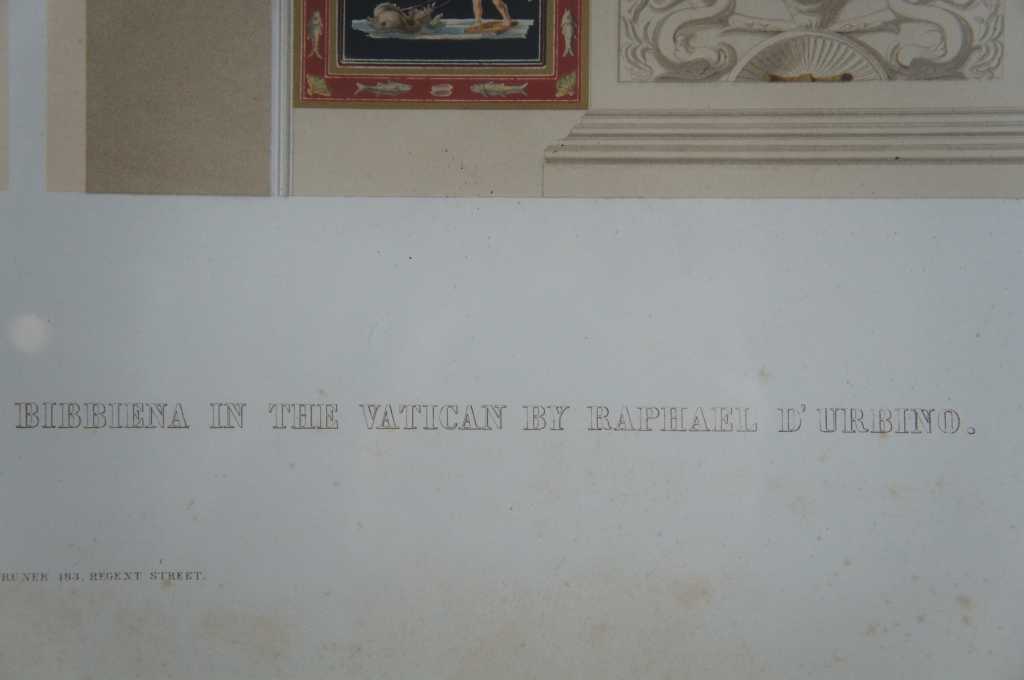 BIBBIENA IN THE VATICAN BY RAPHAEL D'URBINO.
RUNER 183, REGENT STREET.